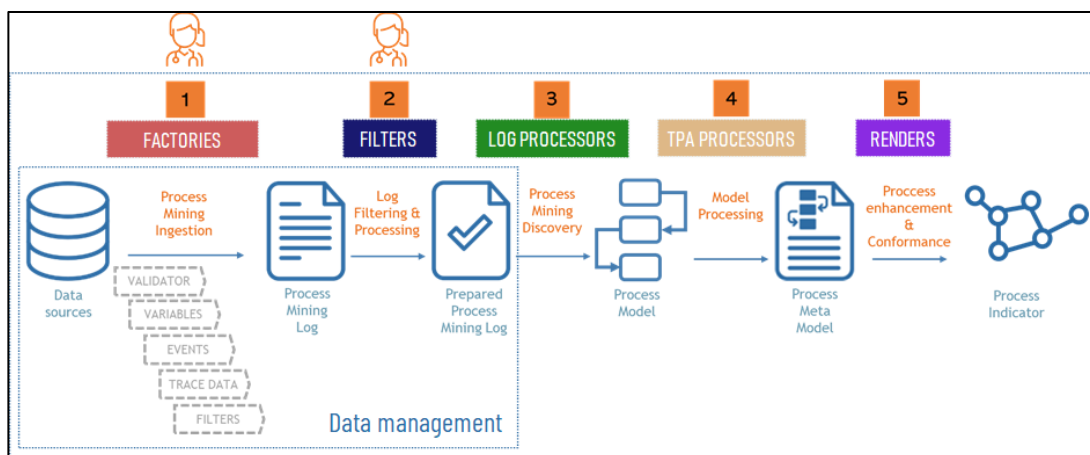 1
2
3
4
5
FACTORIES
FILTERS
LOG PROCESSORS
TPA PROCESSORS
RENDERS
Process
Mining
Ingestion
Log
Filtering &
Processing
Process
Mining
Discovery
Model
Processing
Proccess
enhancement
&
Conformance
Data
sources
Process
Mining
Log
Prepared
Process
Mining Log
Process
Model
Process
Meta
Model
Process
Indicator
VALIDATOR
VARIABLES
EVENTS
TRACE DATA
FILTERS
Data management